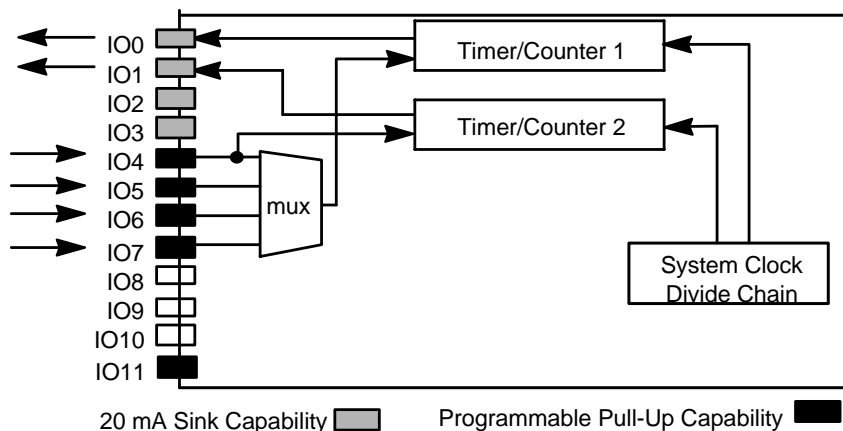 IO0
Timer/Counter 1
IO1
IO2
Timer/Counter 2
IO3
IO4
IO5
mux
IO6
IO7
System Clock
Divide Chain
IO8
IO9
IO10
IO11
20 mA Sink Capability
Programmable Pull-Up Capability